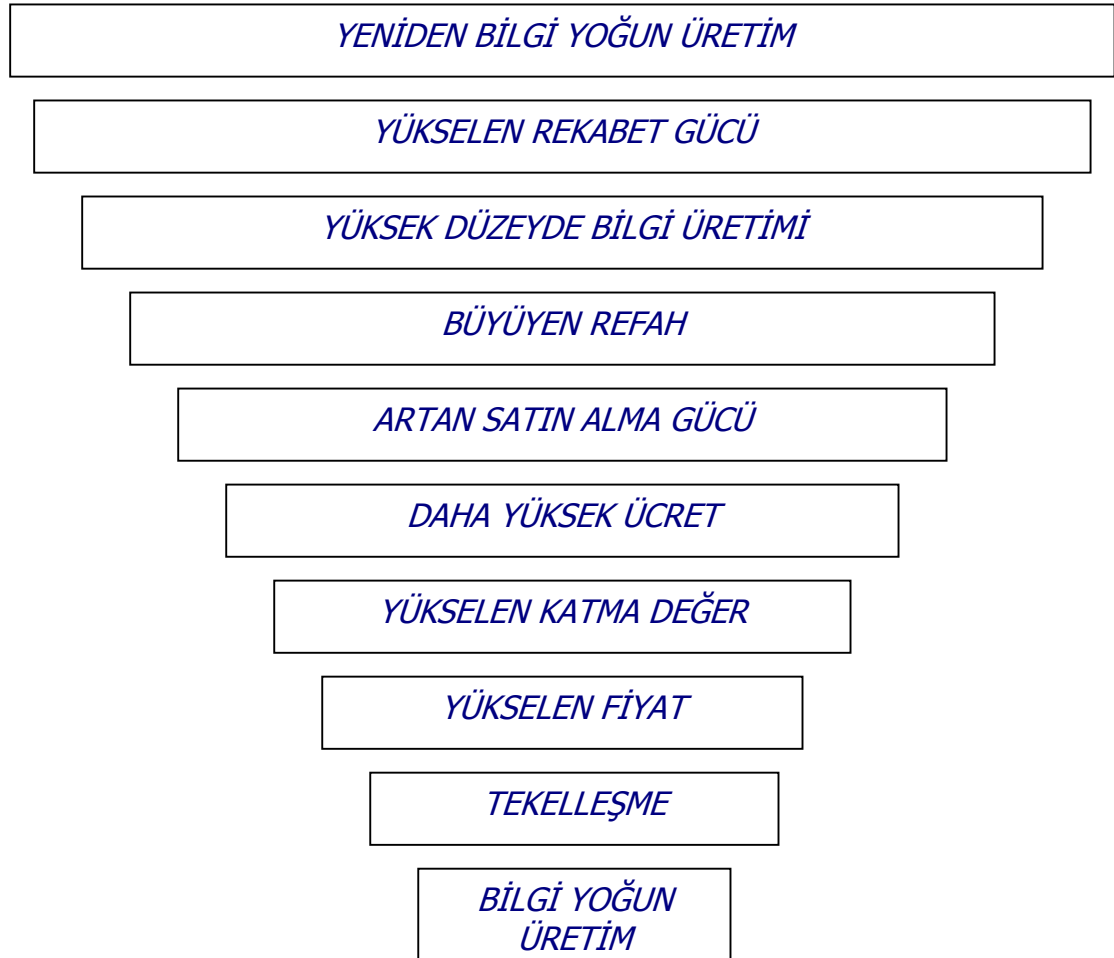 YENİDEN BİLGİ YOĞUN ÜRETİM
YÜKSELEN REKABET GÜCÜ
YÜKSEK DÜZEYDE BİLGİ ÜRETİMİ
BÜYÜYEN REFAH
ARTAN SATIN ALMA GÜCÜ
DAHA YÜKSEK ÜCRET
YÜKSELEN KATMA DEĞER
YÜKSELEN FİYAT
TEKELLEŞME
BİLGİ YOĞUN
ÜRETİM